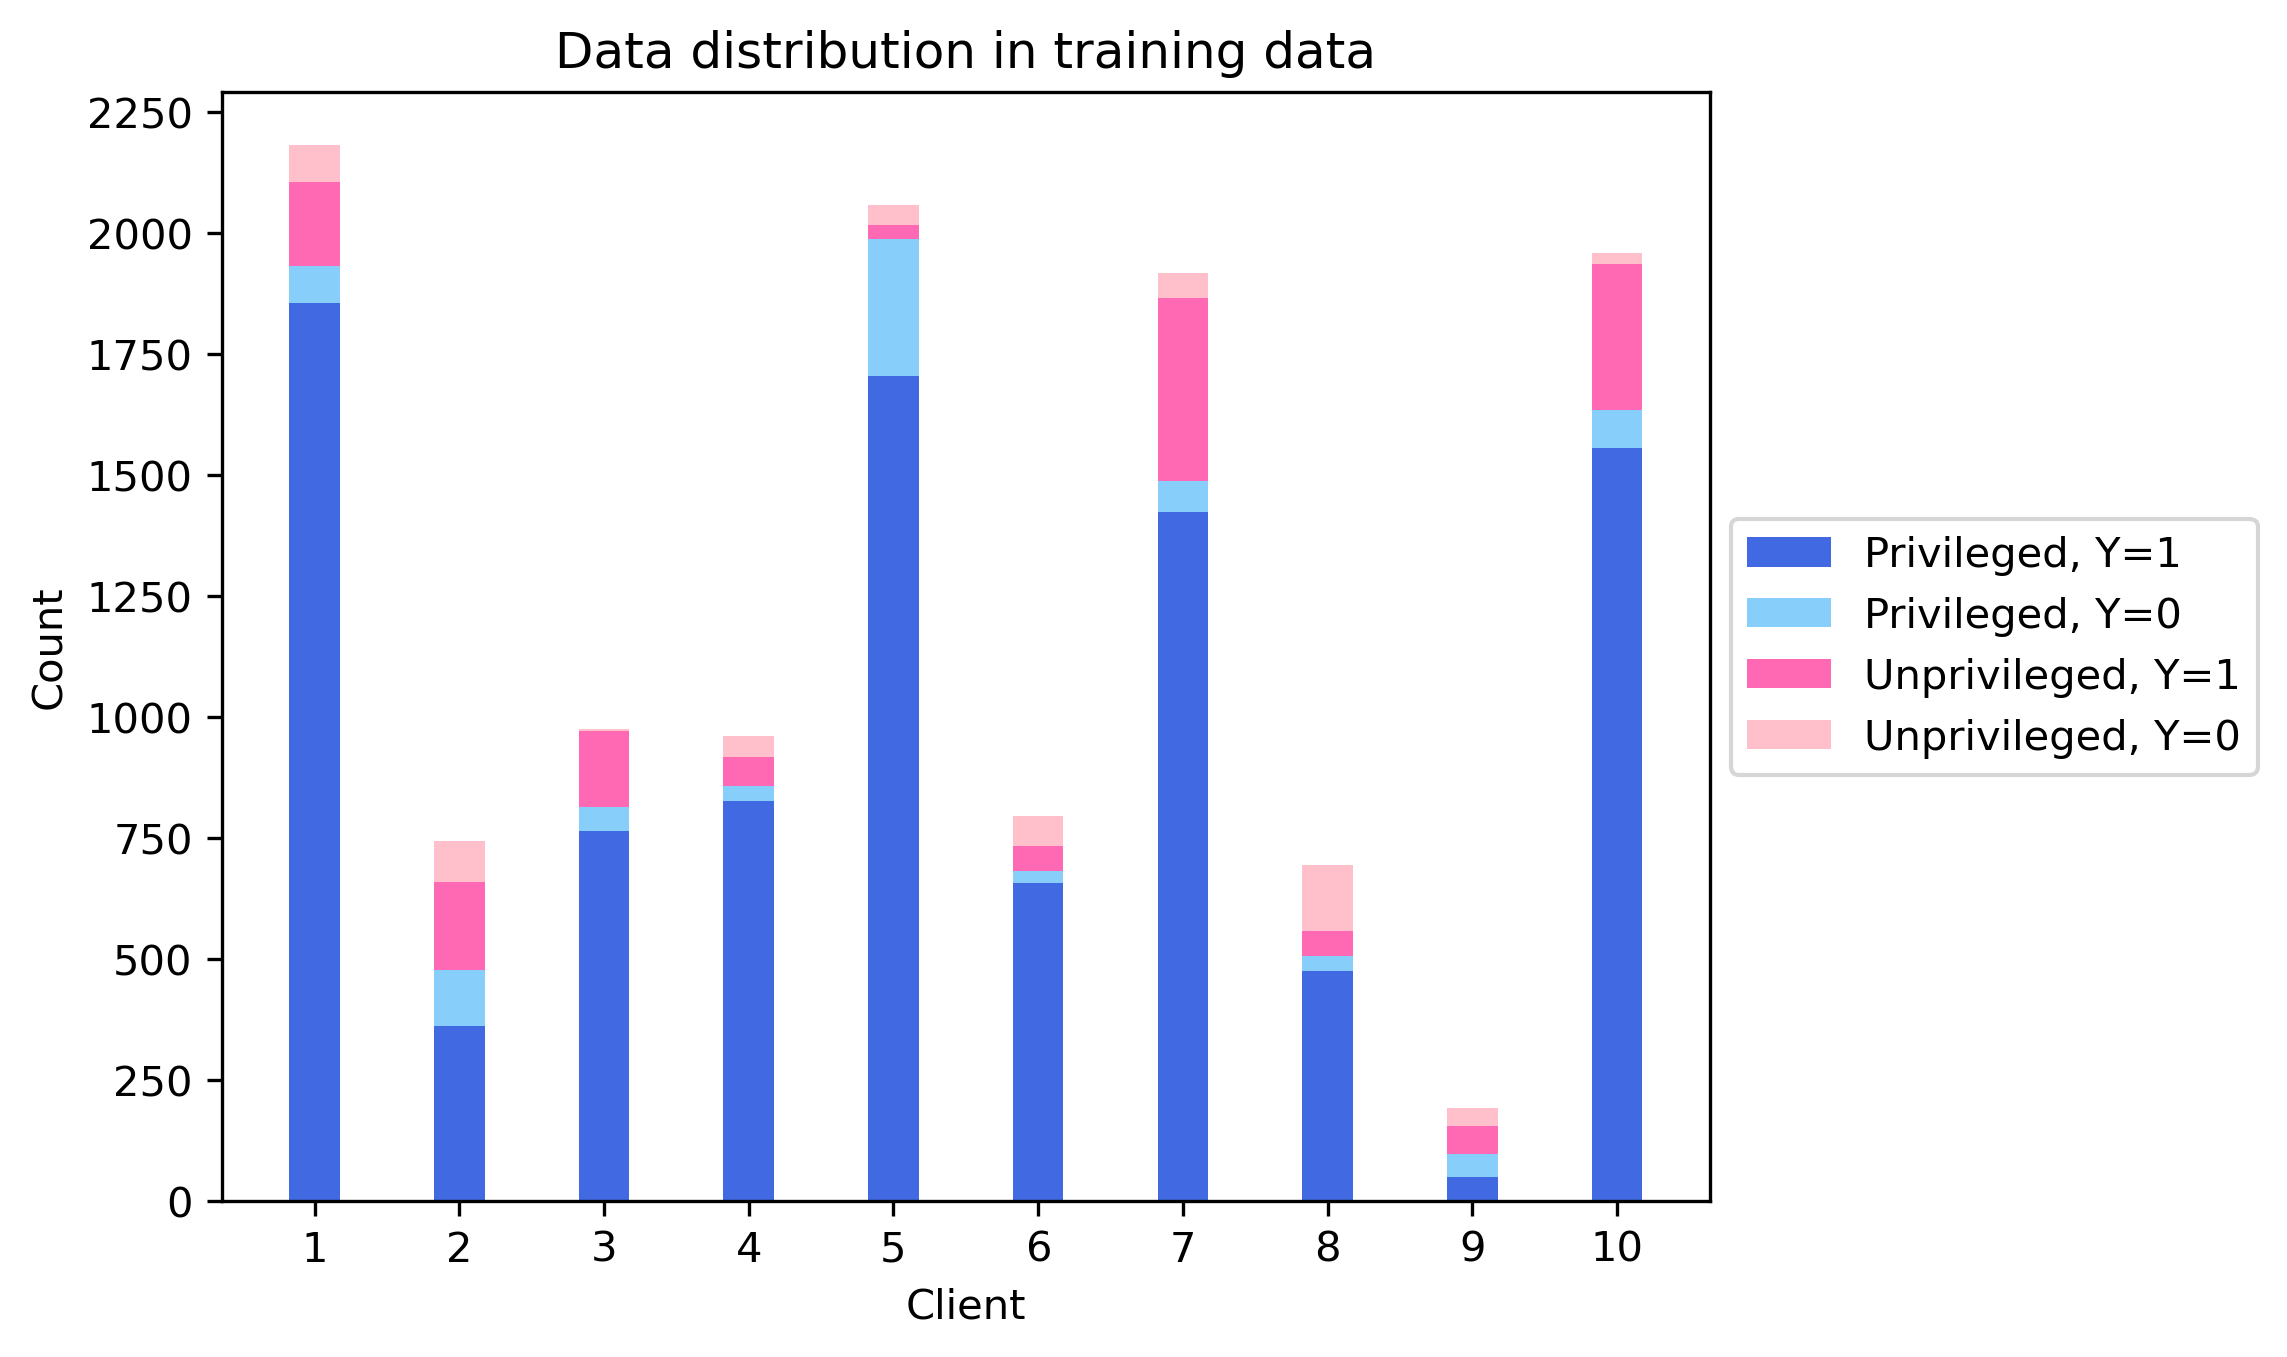 Data distribution in training data
2250
2000
1750
1500
1250
1000
750
500
250
0
Count
1 2 3 4 5 6 7 8 9 10
Client
Privileged, Y=1
Privileged, Y=0
Unprivileged, Y=1
Unprivileged, Y=0